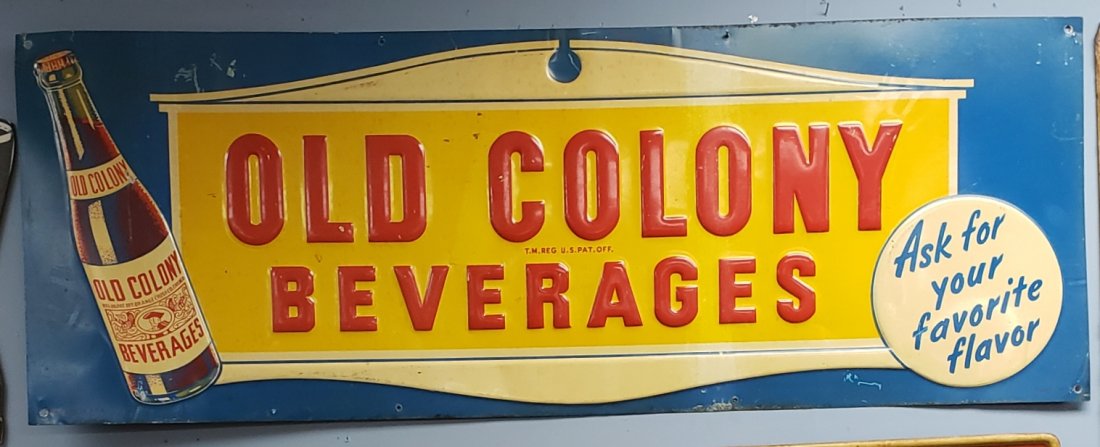 OLD COLONY
T.M. REG U.S. PAT. OFF.
BEVERAGES
Ask for
your
favorite
flavor
OLD COLONY
OLD COLONY
BEVERAGES